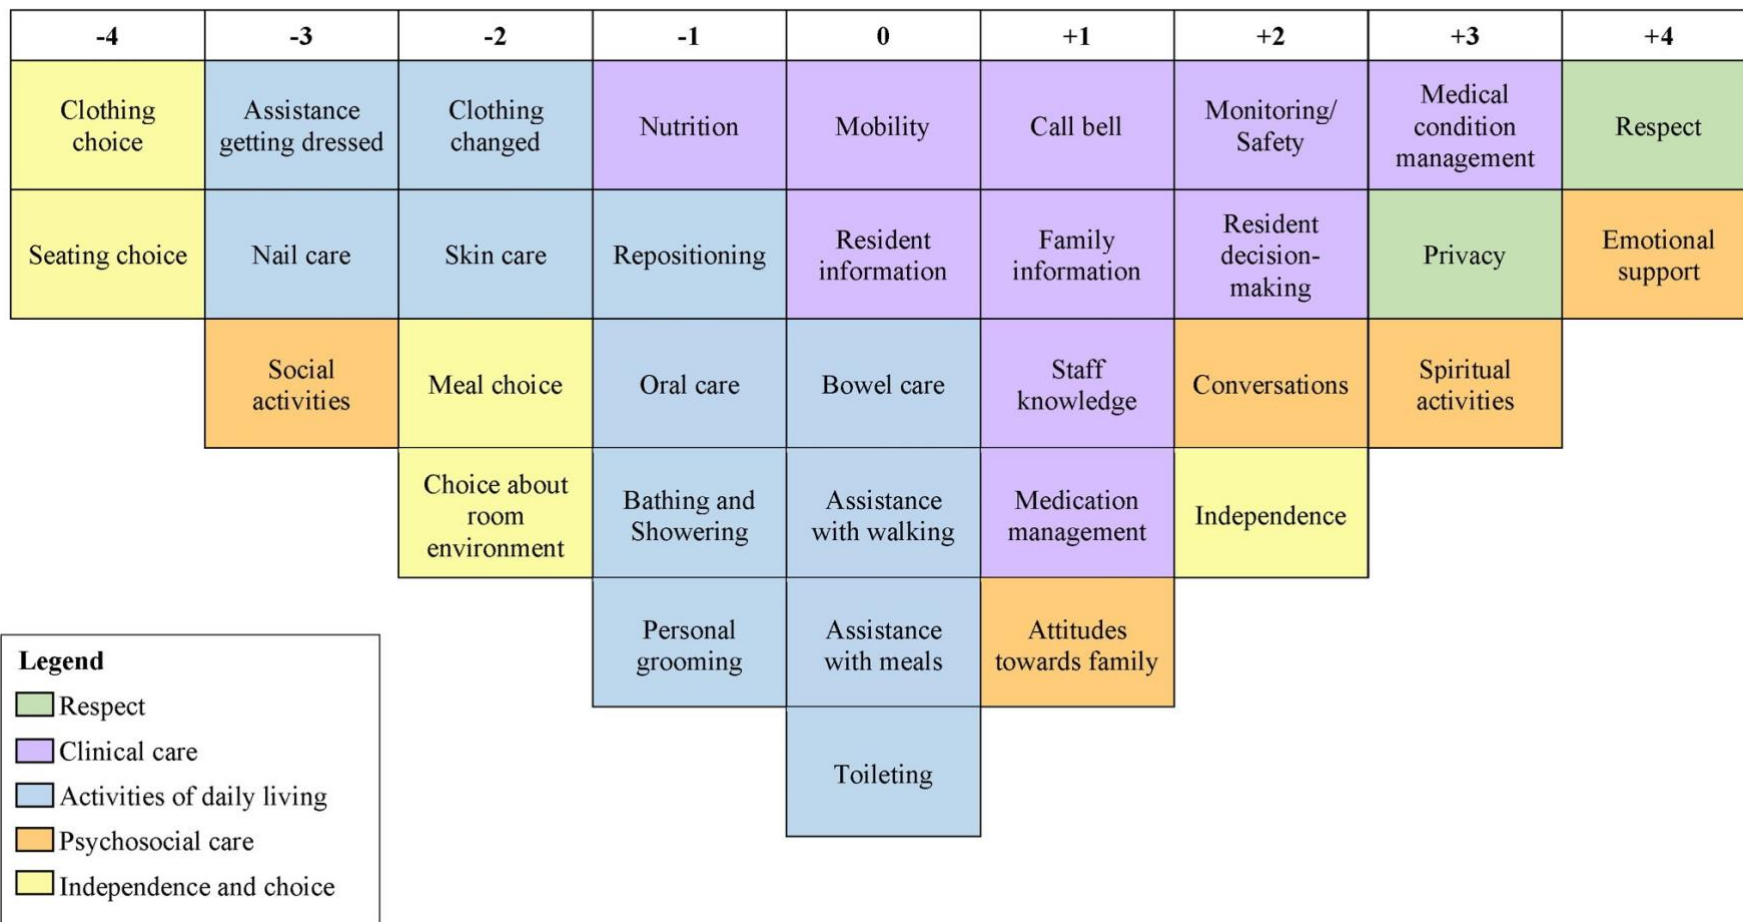 -4 -3 -2 -1 0 +1 +2 +3 +4
Clothing
choice
Assistance
getting dressed
Clothing
changed
Nutrition
Mobility
Call bell
Monitoring/
Safety
Medical
condition
management
Respect
Seating choice
Nail care
Skin care
Repositioning
Resident
information
Family
information
Resident
decision-
making
Privacy
Emotional
support
Social
activities
Meal choice
Oral care
Bowel care
Staff
knowledge
Conversations
Spiritual
activities
Choice about
room
environment
Bathing and
Showering
Assistance
with walking
Medication
management
Independence
Personal
grooming
Assistance
with meals
Attitudes
towards family
Toileting
Legend
Respect
Clinical care
Activities of daily living
Psychosocial care
Independence and choice